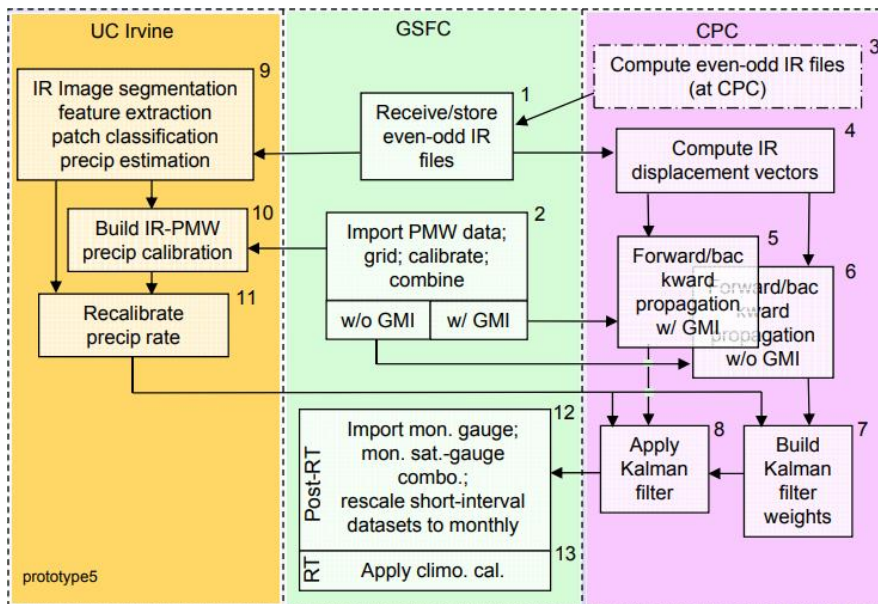 UC Irvine
GSFC
CPC
9
IR Image segmentation
feature extraction
patch classification
precip estimation
1
Receive/store
even-odd IR
files
3
Compute even-odd IR files
(at CPC)
4
Compute IR
displacement vectors
10
Build IR-PMW
precip calibration
2
Import PMW data;
grid; calibrate;
combine
w/o GMI
w/ GMI
5
Forward/bac
kward
propagation
w/ GMI
6
Forward/bac
kward
propagation
w/o GMI
11
Recalibrate
precip rate
12
Post-RT
Import mon. gauge;
mon. sat.-gauge
combo.;
rescale short-interval
datasets to monthly
8
Apply
Kalman
filter
7
Build
Kalman
filter
weights
13
RT
Apply climo. cal.
prototype5